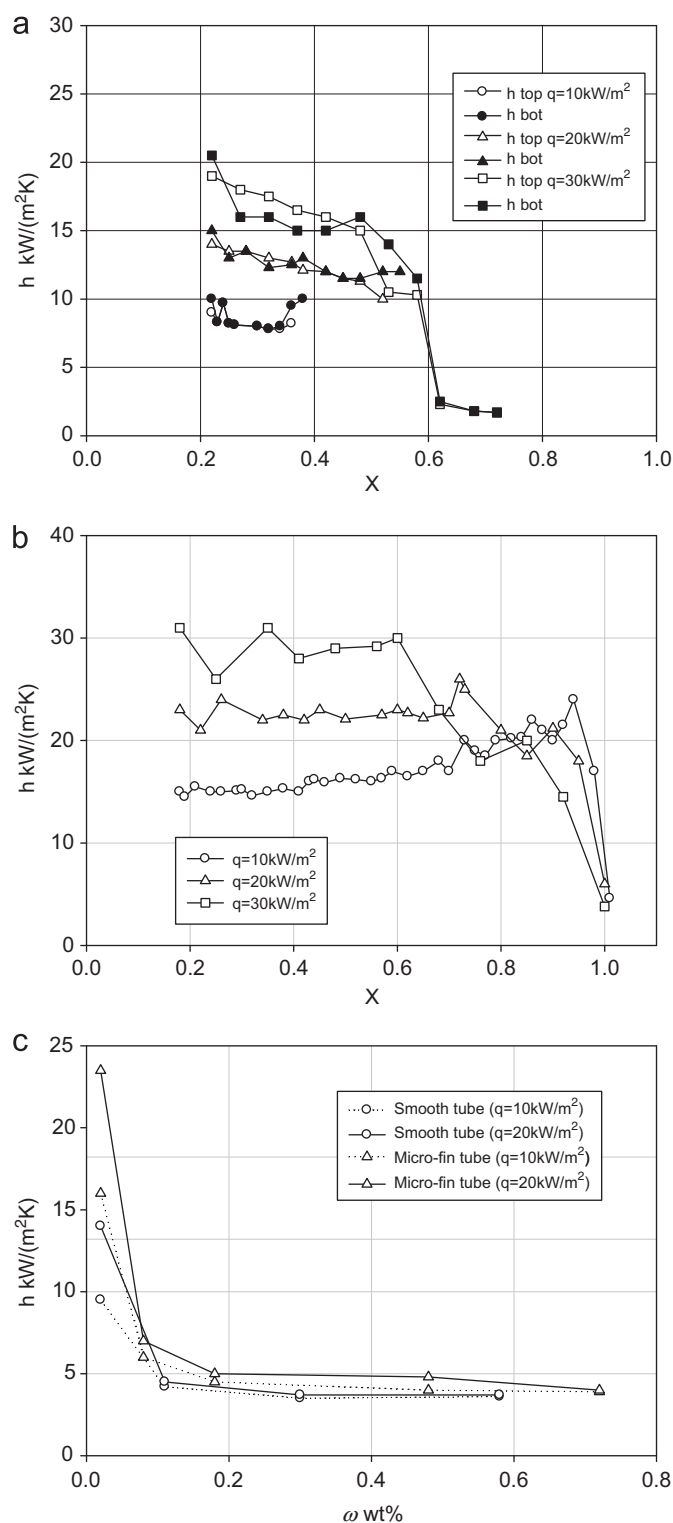 a
30
25
20
15
10
5
0
h kW/(m²K)
h top q=10kW/m²
h bot
h top q=20kW/m²
h bot
h top q=30kW/m²
h bot
0.0 0.2 0.4 0.6 0.8 1.0
X
b
40
30
20
10
0
h kW/(m²K)
q=10kW/m²
q=20kW/m²
q=30kW/m²
0.0 0.2 0.4 0.6 0.8 1.0
X
c
25
20
15
10
5
0
h kW/(m²K)
Smooth tube (q=10kW/m²)
Smooth tube (q=20kW/m²)
Micro-fin tube (q=10kW/m²)
Micro-fin tube (q=20kW/m²)
0.0 0.2 0.4 0.6 0.8
ω wt%